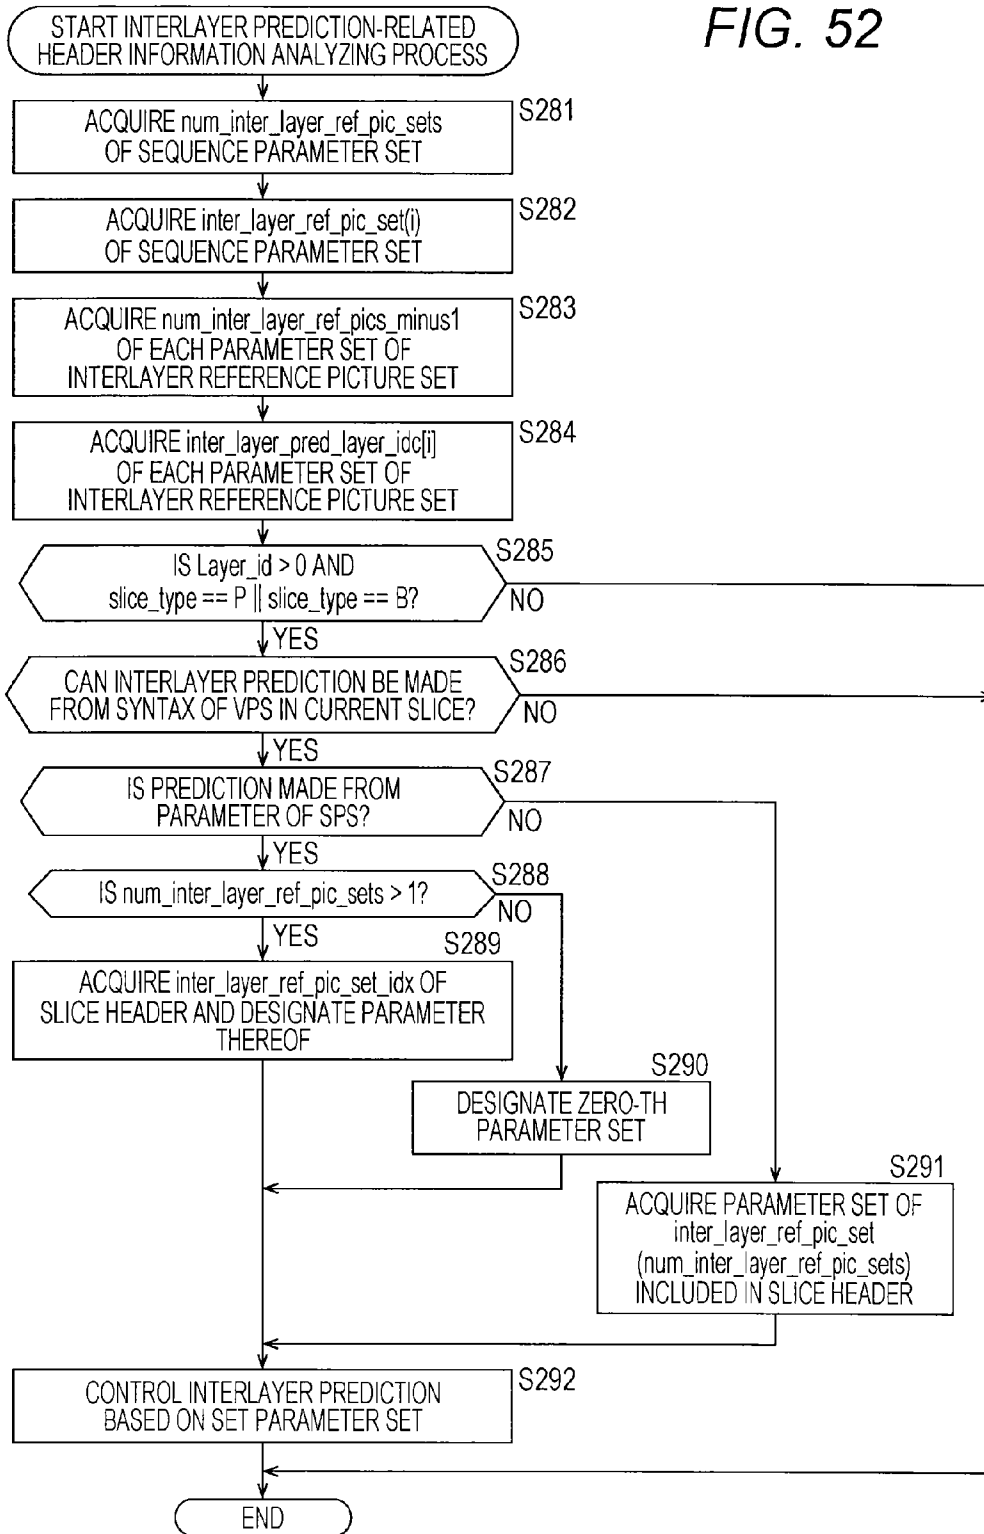 FIG. 52
START INTERLAYER PREDICTION-RELATED
HEADER INFORMATION ANALYZING PROCESS
S281
ACQUIRE num_inter_layer_ref_pic_sets
OF SEQUENCE PARAMETER SET
S282
ACQUIRE inter_layer_ref_pic_set(i)
OF SEQUENCE PARAMETER SET
S283
ACQUIRE num_inter_layer_ref_pics_minus1
OF EACH PARAMETER SET OF
INTERLAYER REFERENCE PICTURE SET
S284
ACQUIRE inter_layer_pred_layer_idc[i]
OF EACH PARAMETER SET OF
INTERLAYER REFERENCE PICTURE SET
S285
IS Layer_id > 0 AND
slice_type == P || slice_type == B?
NO
YES
S286
CAN INTERLAYER PREDICTION BE MADE
FROM SYNTAX OF VPS IN CURRENT SLICE?
NO
YES
S287
IS PREDICTION MADE FROM
PARAMETER OF SPS?
NO
YES
S288
IS num_inter_layer_ref_pic_sets > 1?
NO
YES
S289
ACQUIRE inter_layer_ref_pic_set_idx OF
SLICE HEADER AND DESIGNATE PARAMETER
THEREOF
S290
DESIGNATE ZERO-TH
PARAMETER SET
S291
ACQUIRE PARAMETER SET OF
inter_layer_ref_pic_set
(num_inter_layer_ref_pic_sets)
INCLUDED IN SLICE HEADER
S292
CONTROL INTERLAYER PREDICTION
BASED ON SET PARAMETER SET
END